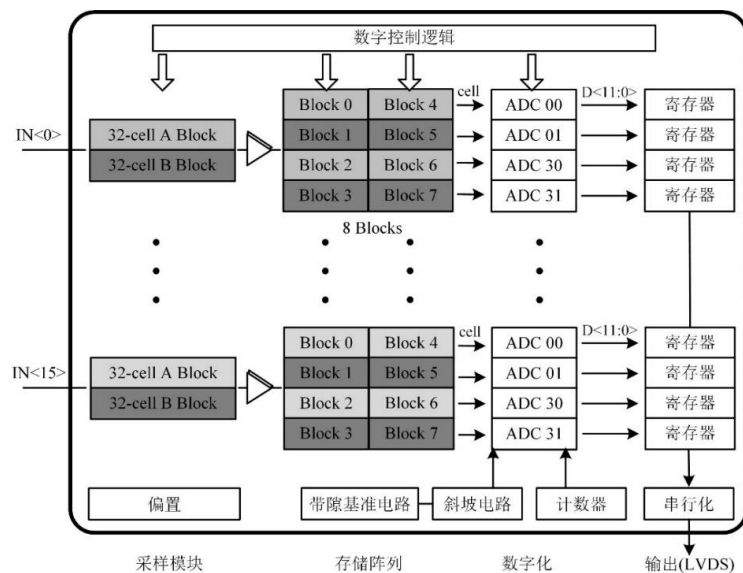 数字控制逻辑
cell
D<11:0>
IN<0>
32-cell A Block
32-cell B Block
Block 0
Block 4
ADC 00
寄存器
Block 1
Block 5
ADC 01
寄存器
Block 2
Block 6
ADC 30
寄存器
Block 3
Block 7
ADC 31
寄存器
8 Blocks
cell
D<11:0>
IN<15>
32-cell A Block
32-cell B Block
Block 0
Block 4
ADC 00
寄存器
Block 1
Block 5
ADC 01
寄存器
Block 2
Block 6
ADC 30
寄存器
Block 3
Block 7
ADC 31
寄存器
偏置
带隙基准电路
斜坡电路
计数器
串行化
采样模块
存储阵列
数字化
输出(LVDS)